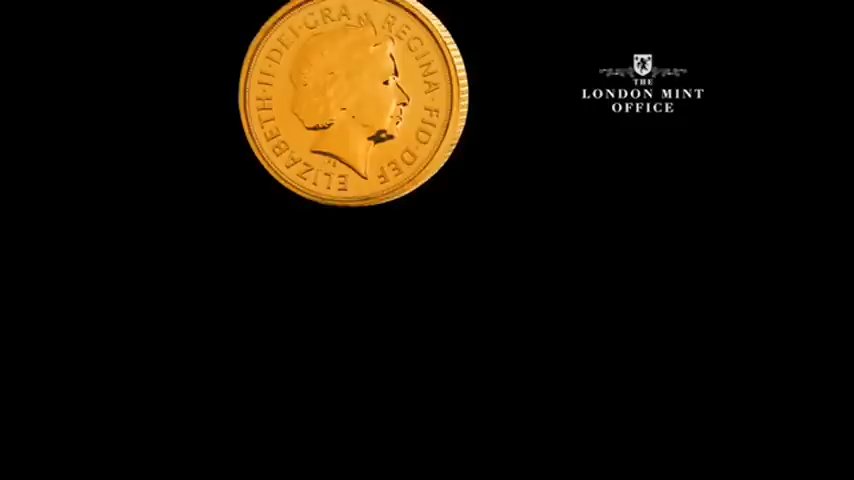 ELIZABETH·II·DEI·GRA REGINA·FID·DEF
THE
LONDON MINT
OFFICE